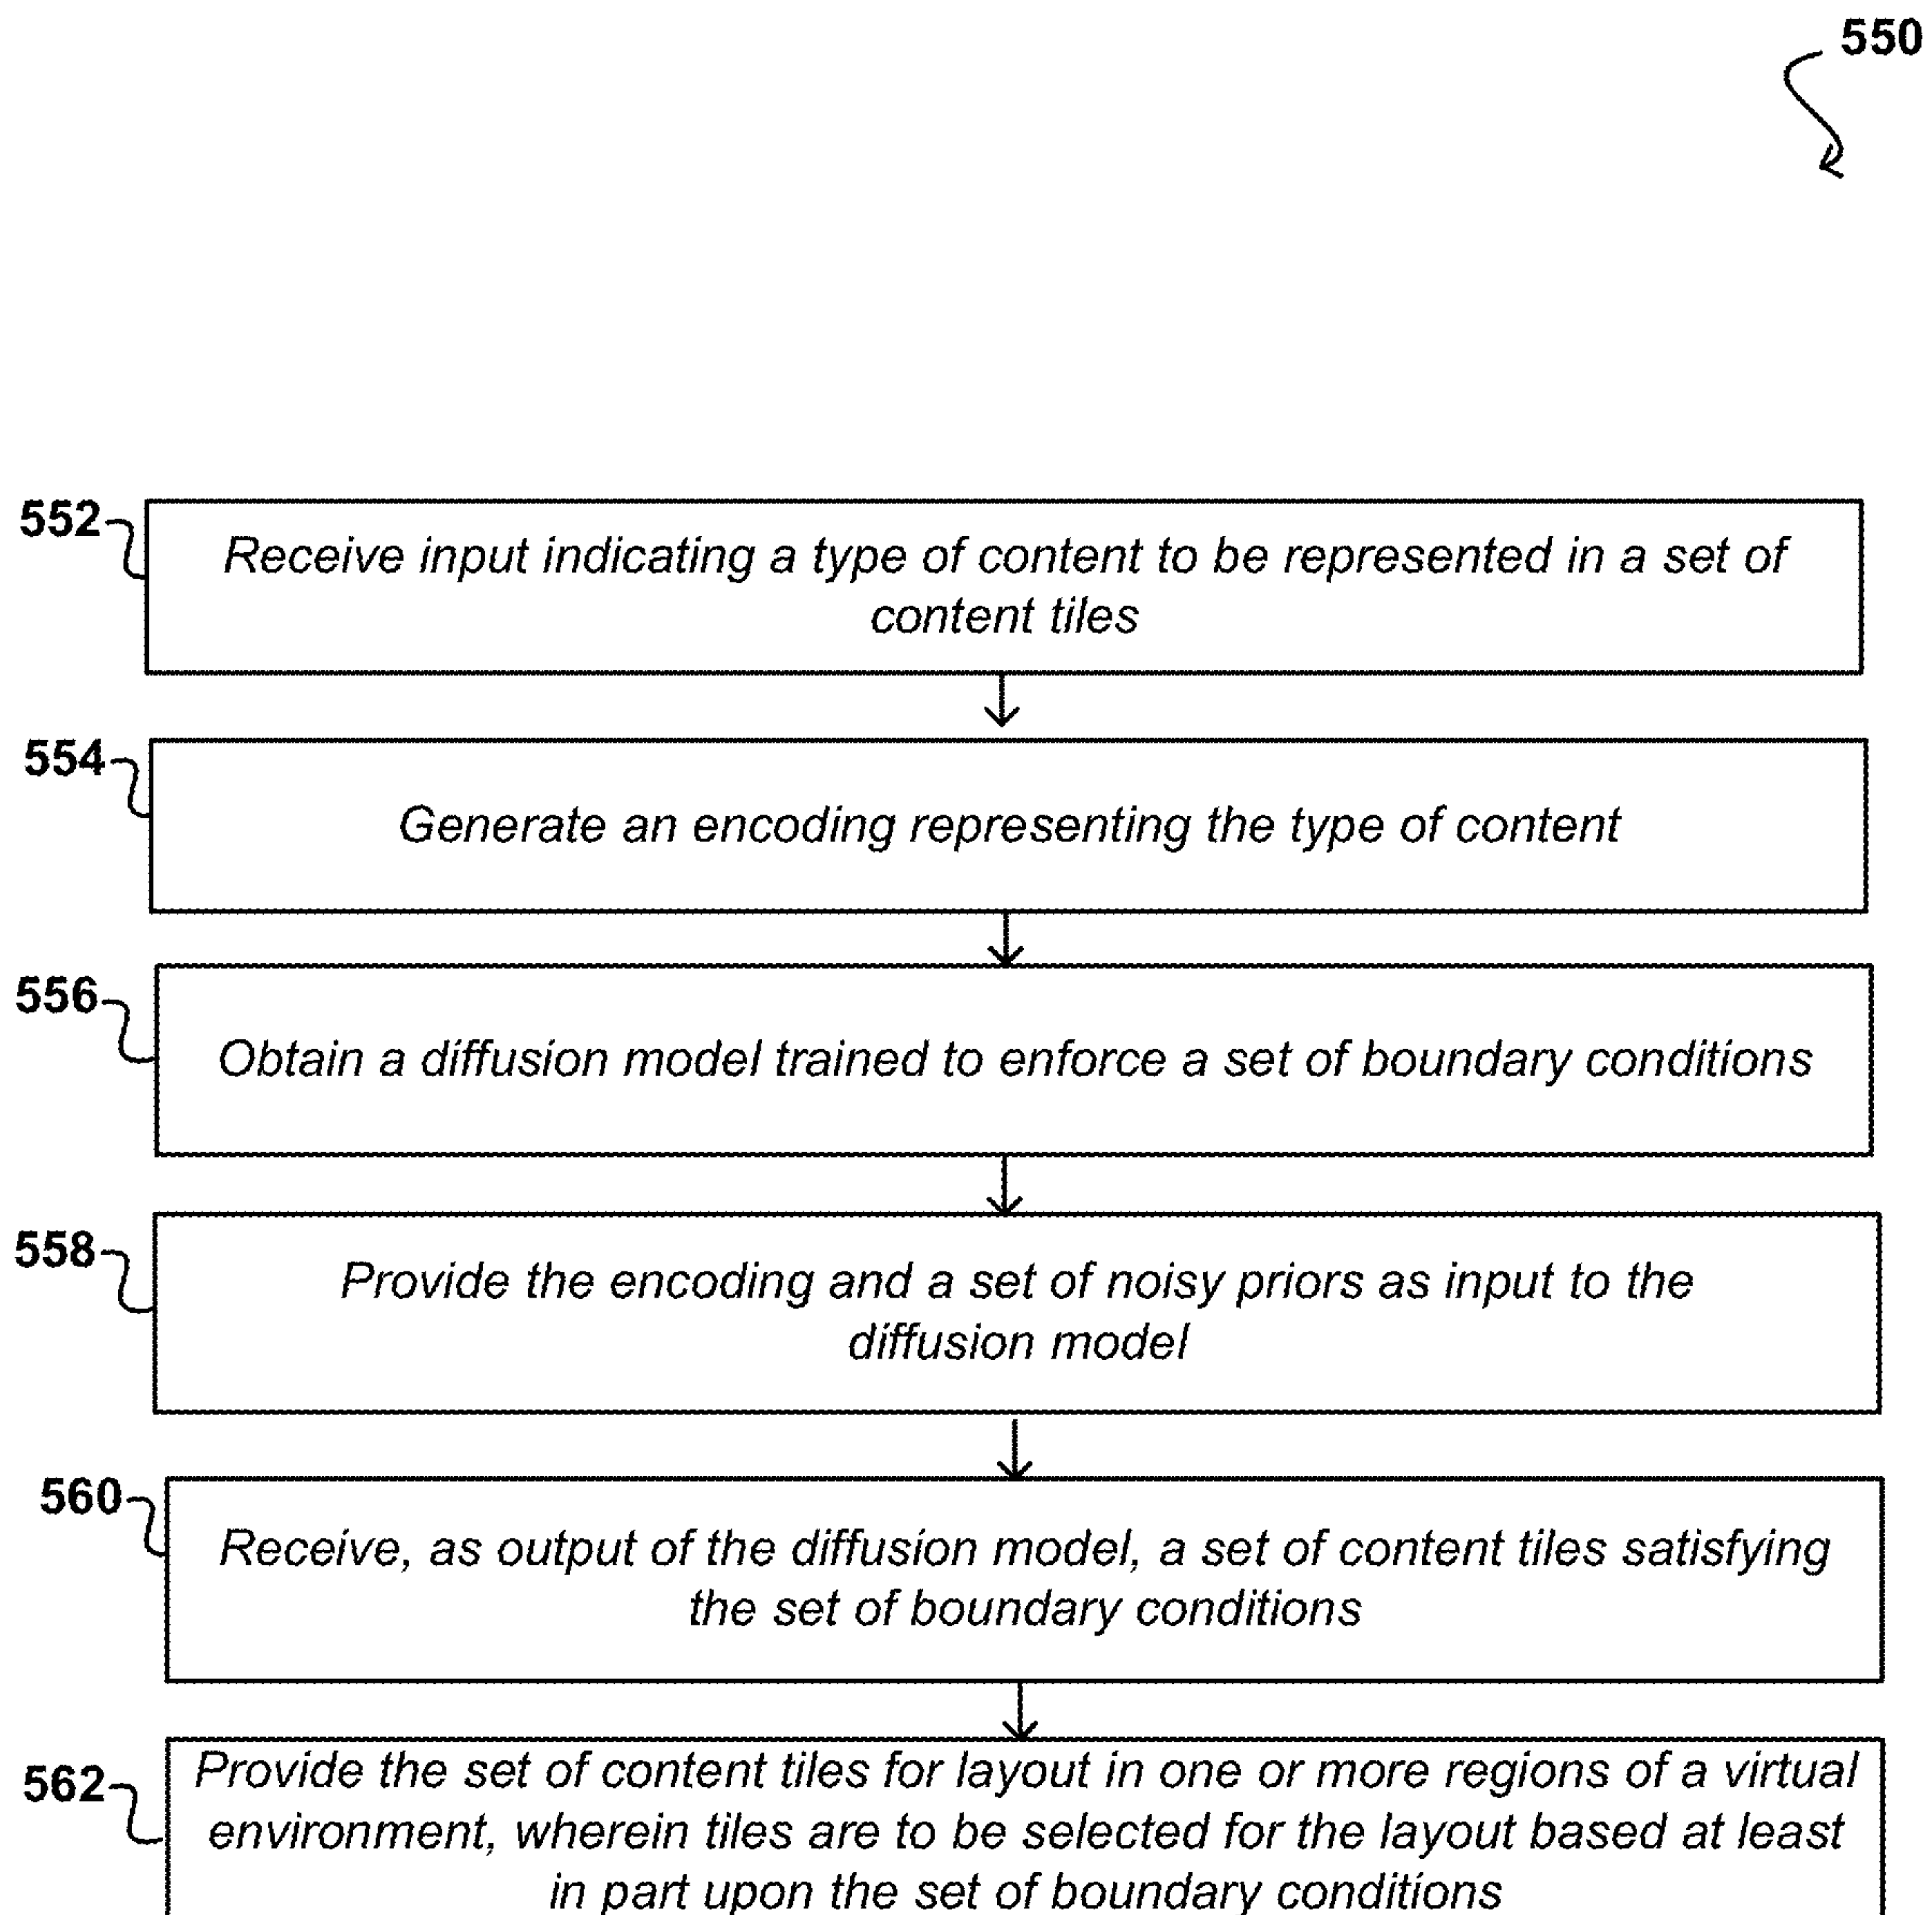 550
552
Receive input indicating a type of content to be represented in a set of
content tiles
554
Generate an encoding representing the type of content
556
Obtain a diffusion model trained to enforce a set of boundary conditions
558
Provide the encoding and a set of noisy priors as input to the
diffusion model
560
Receive, as output of the diffusion model, a set of content tiles satisfying
the set of boundary conditions
562
Provide the set of content tiles for layout in one or more regions of a virtual
environment, wherein tiles are to be selected for the layout based at least
in part upon the set of boundary conditions